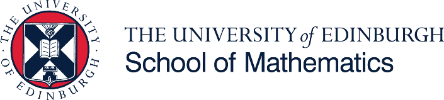 THE UNIVERSITY
OF EDINBURGH
THE UNIVERSITY of EDINBURGH
School of Mathematics